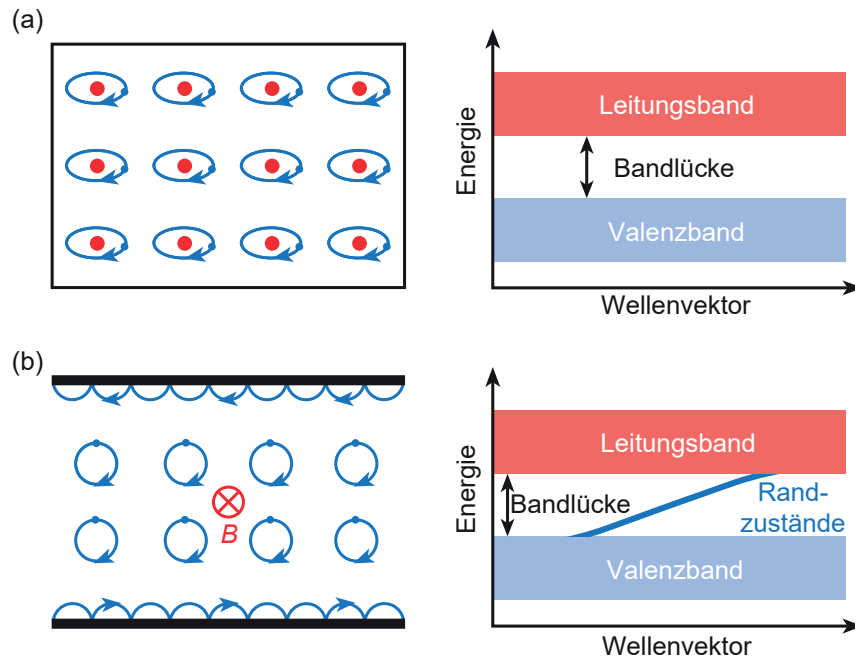 (a)
Energie
Leitungsband
Bandlücke
Valenzband
Wellenvektor
(b)
B
Energie
Leitungsband
Bandlücke
Rand-
zustände
Valenzband
Wellenvektor